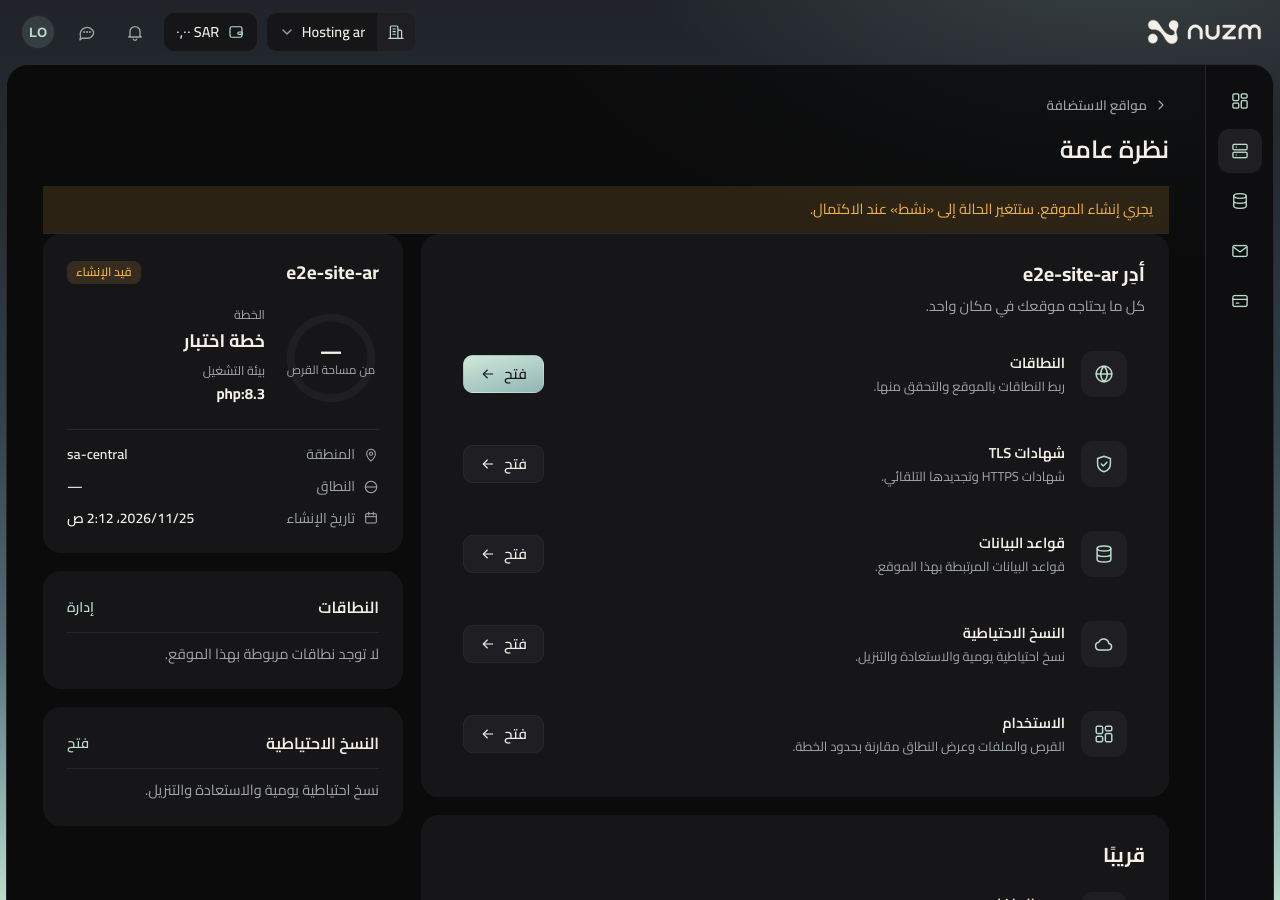 nuzm
Hosting ar
٠٫٠٠ SAR
LO
مواقع الاستضافة
نظرة عامة
يجري إنشاء الموقع. ستتغير الحالة إلى «نشط» عند الاكتمال.
أدِر e2e-site-ar
كل ما يحتاجه موقعك في مكان واحد.
النطاقات
ربط النطاقات بالموقع والتحقق منها.
فتح
شهادات TLS
شهادات HTTPS وتجديدها التلقائي.
فتح
قواعد البيانات
قواعد البيانات المرتبطة بهذا الموقع.
فتح
النسخ الاحتياطية
نسخ احتياطية يومية والاستعادة والتنزيل.
فتح
الاستخدام
القرص والملفات وعرض النطاق مقارنة بحدود الخطة.
فتح
قريبًا
e2e-site-ar
قيد الإنشاء
—
من مساحة القرص
الخطة
خطة اختبار
بيئة التشغيل
php:8.3
المنطقة
sa-central
النطاق
—
تاريخ الإنشاء
2026/11/25، 2:12 ص
النطاقات
إدارة
لا توجد نطاقات مربوطة بهذا الموقع.
النسخ الاحتياطية
فتح
نسخ احتياطية يومية والاستعادة والتنزيل.